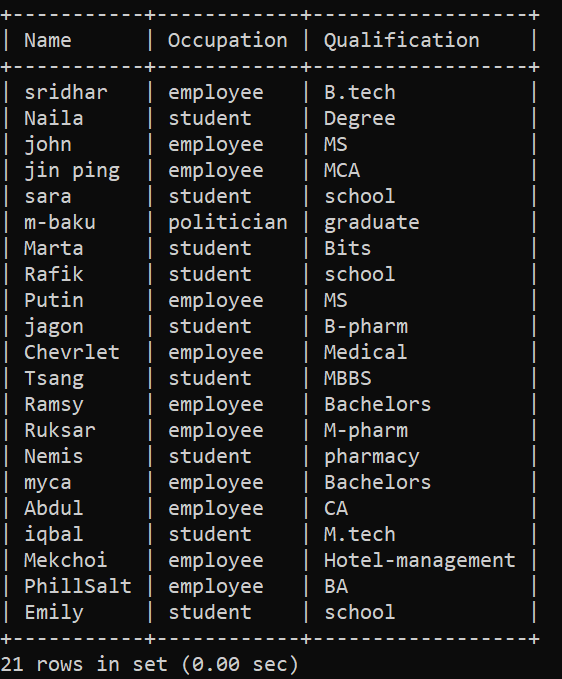 +-----------+------------+------------------+
| Name      | Occupation | Qualification    |
+-----------+------------+------------------+
| sridhar   | employee   | B.tech           |
| Naila     | student    | Degree           |
| john      | employee   | MS               |
| jin ping  | employee   | MCA              |
| sara      | student    | school           |
| m-baku    | politician | graduate         |
| Marta     | student    | Bits             |
| Rafik     | student    | school           |
| Putin     | employee   | MS               |
| jagon     | student    | B-pharm          |
| Chevrlet  | employee   | Medical          |
| Tsang     | student    | MBBS             |
| Ramsy     | employee   | Bachelors        |
| Ruksar    | employee   | M-pharm          |
| Nemis     | student    | pharmacy         |
| myca      | employee   | Bachelors        |
| Abdul     | employee   | CA               |
| iqbal     | student    | M.tech           |
| Mekchoi   | employee   | Hotel-management |
| PhillSalt | employee   | BA               |
| Emily     | student    | school           |
+-----------+------------+------------------+
21 rows in set (0.00 sec)